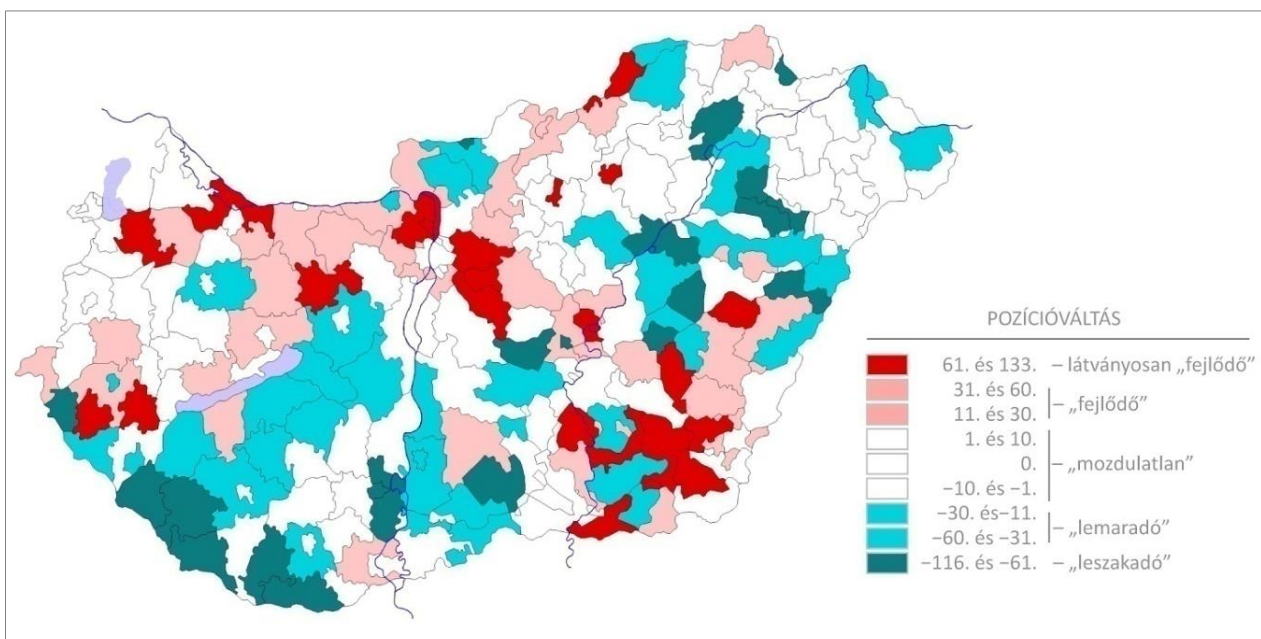 POZÍCIÓVÁLTÁS
61. és 133. – látványosan „fejlődő”
31. és 60.
– „fejlődő”
11. és 30.
1. és 10.
0. – „mozdulatlan”
−10. és −1.
−30. és−11.
– „lemaradó”
−60. és −31.
−116. és −61. – „leszakadó”